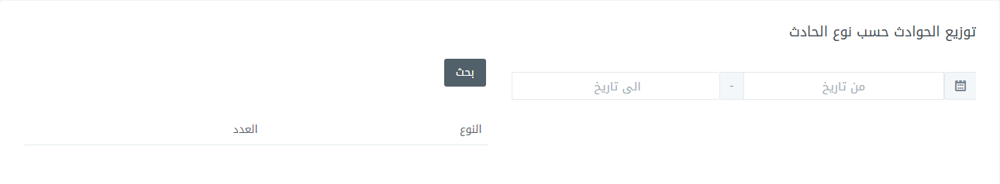 توزيع الحوادث حسب نوع الحادث
من تاريخ - الى تاريخ
بحث
النوع العدد